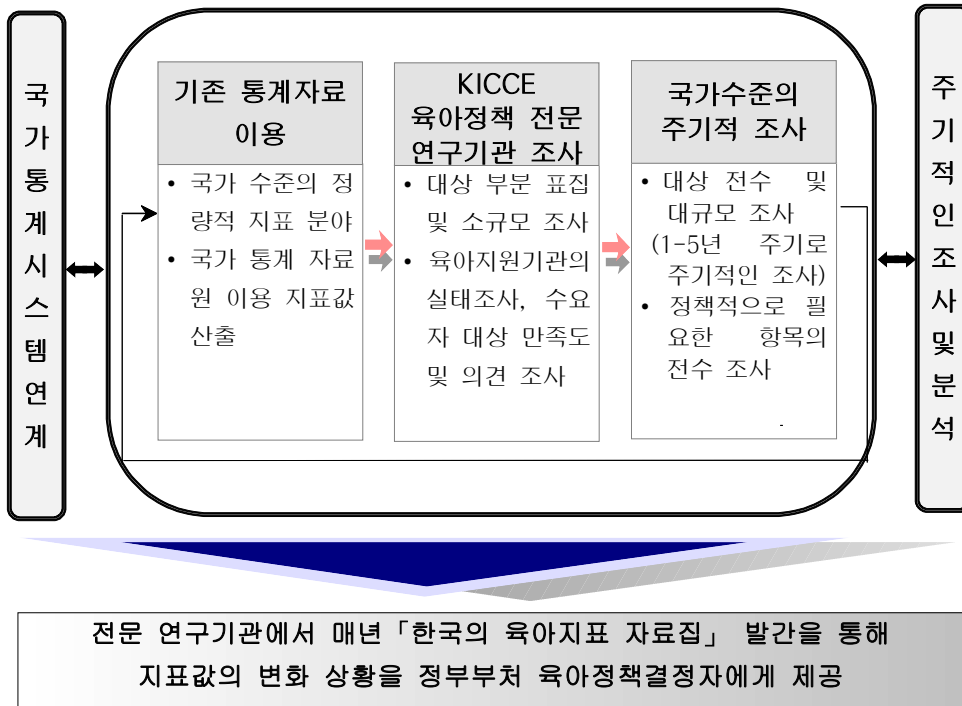 국가통계시스템연계
기존 통계자료
이용
• 국가 수준의 정
량적 지표 분야
• 국가 통계 자료
원 이용 지표값
산출
KICCE
육아정책 전문
연구기관 조사
• 대상 부분 표집
및 소규모 조사
• 육아지원기관의
실태조사, 수요
자 대상 만족도
및 의견 조사
국가수준의
주기적 조사
• 대상 전수 및
대규모 조사
(1-5년 주기로
주기적인 조사)
• 정책적으로 필
요한 항목의
전수 조사
주기적인조사및분석
전문 연구기관에서 매년「한국의 육아지표 자료집」 발간을 통해
지표값의 변화 상황을 정부부처 육아정책결정자에게 제공